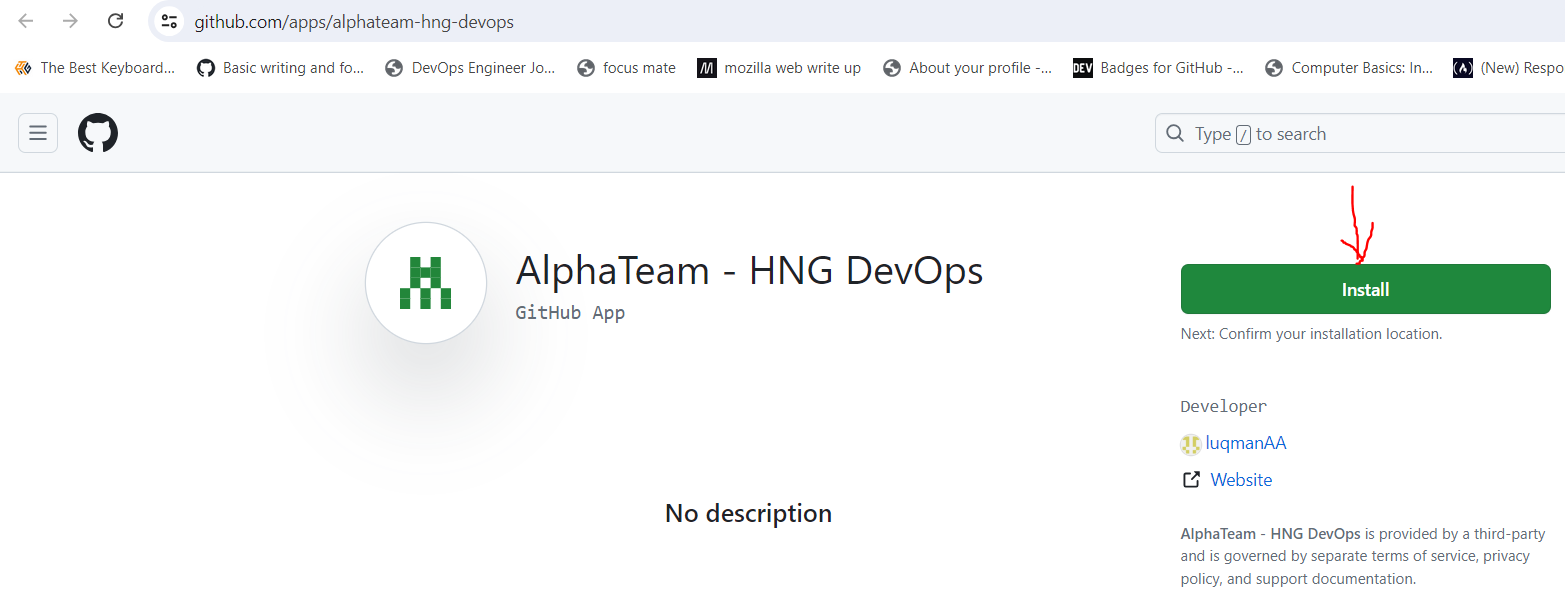 github.com/apps/alphateam-hng-devops
The Best Keyboard... Basic writing and fo... DevOps Engineer Jo... focus mate M mozilla web write up About your profile -... DEV Badges for GitHub -... Computer Basics: In... (New) Respo
Type / to search
AlphaTeam - HNG DevOps
GitHub App
Install
Next: Confirm your installation location.
Developer
luqmanAA
Website
No description
AlphaTeam - HNG DevOps is provided by a third-party
and is governed by separate terms of service, privacy
policy, and support documentation.